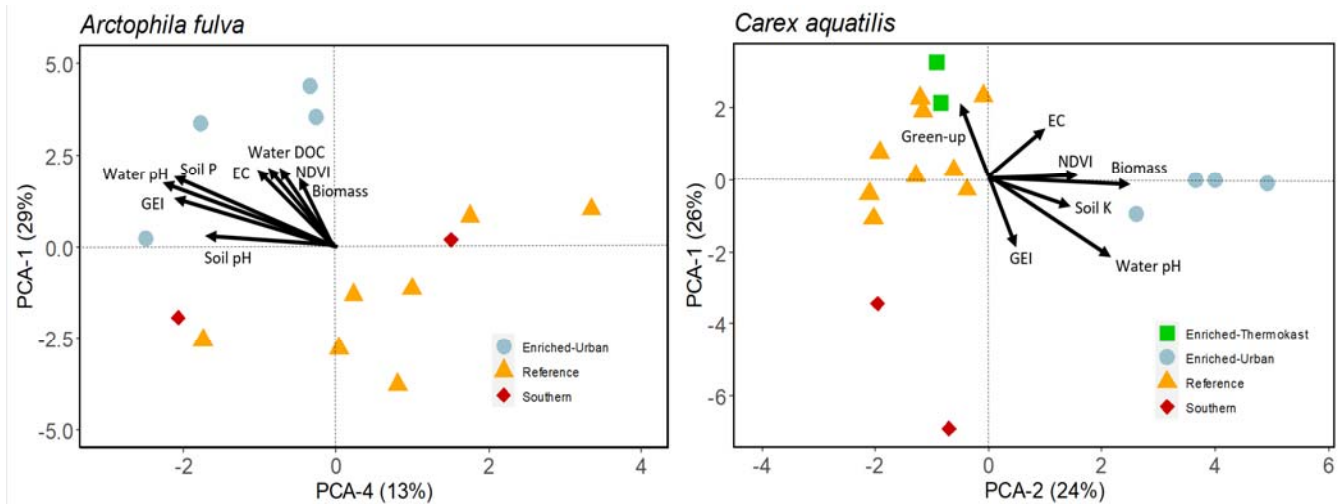 Arctophila fulva
5.0
2.5
0.0
-2.5
-5.0
PCA-1 (29%)
Water pH
Soil P
GEI
EC
Water DOC
NDVI
Biomass
Soil pH
Enriched-Urban
Reference
Southern
-2
0
2
4
PCA-4 (13%)
Carex aquatilis
2
0
-2
-4
-6
PCA-1 (26%)
Green-up
EC
NDVI
Biomass
Soil K
GEI
Water pH
Enriched-Thermokast
Enriched-Urban
Reference
Southern
-4
-2
0
2
4
6
PCA-2 (24%)